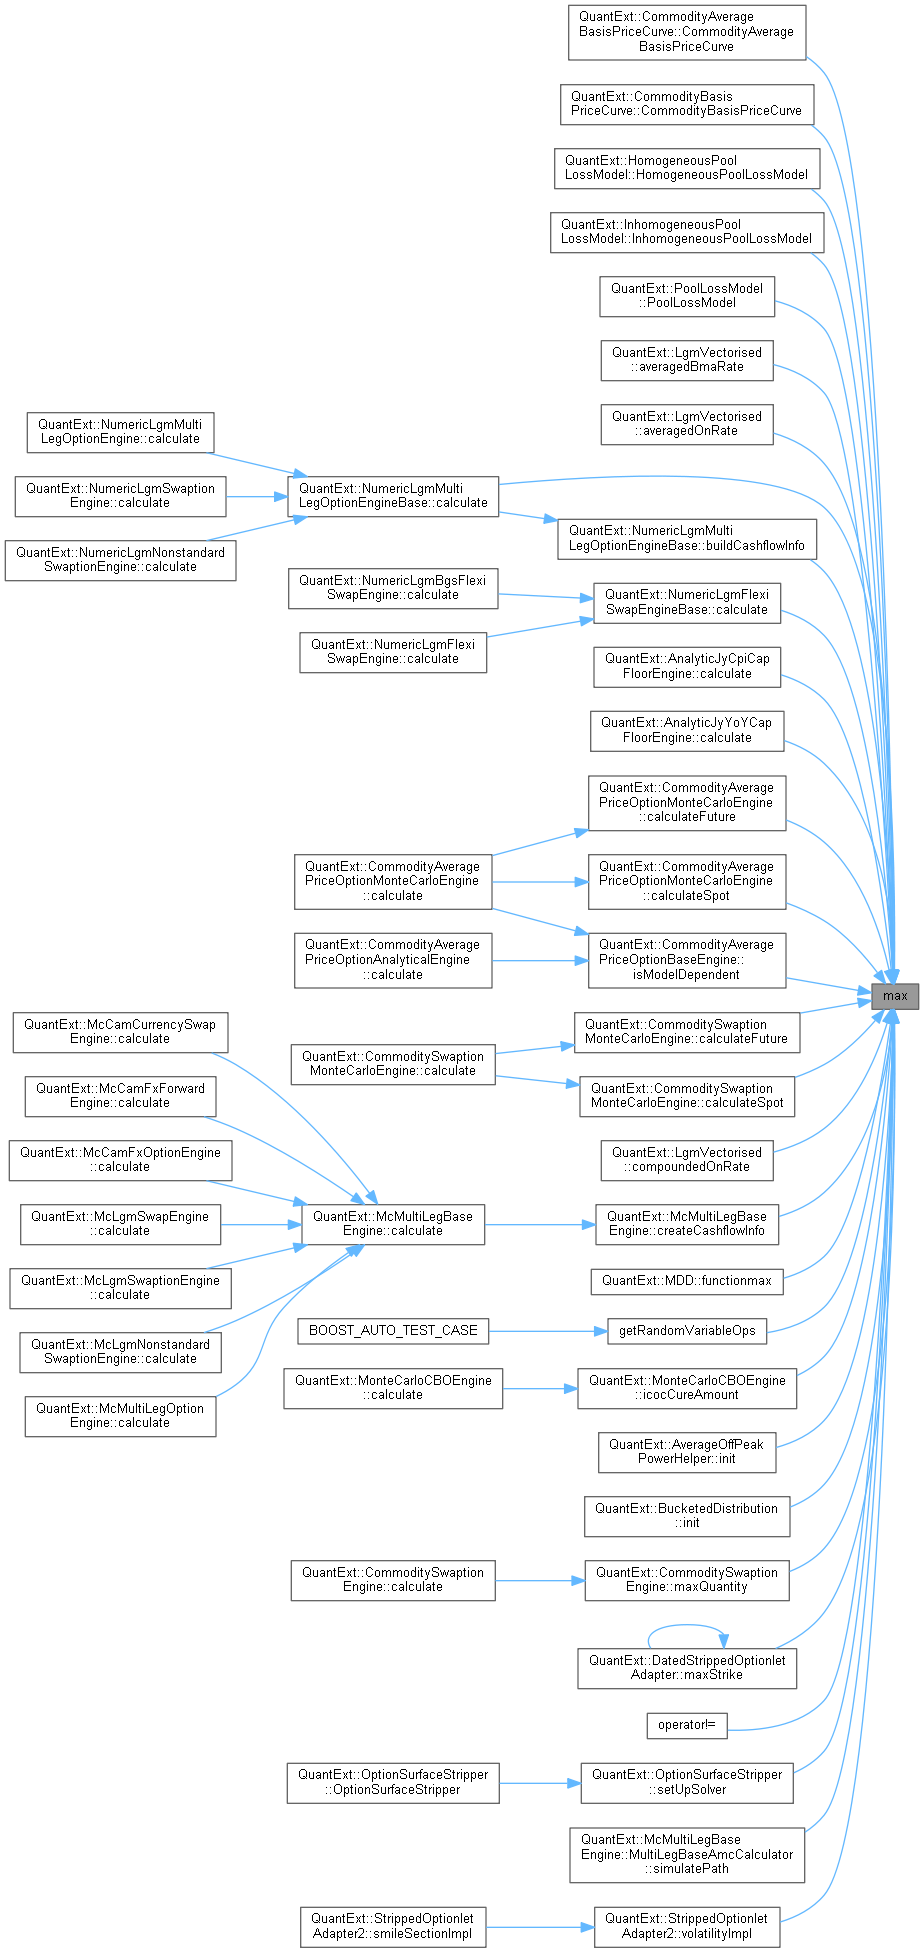 QuantExt::CommodityAverage
BasisPriceCurve::CommodityAverage
BasisPriceCurve
QuantExt::CommodityBasis
PriceCurve::CommodityBasisPriceCurve
QuantExt::HomogeneousPool
LossModel::HomogeneousPoolLossModel
QuantExt::InhomogeneousPool
LossModel::InhomogeneousPoolLossModel
QuantExt::PoolLossModel
::PoolLossModel
QuantExt::LgmVectorised
::averagedBmaRate
QuantExt::LgmVectorised
::averagedOnRate
QuantExt::NumericLgmMulti
LegOptionEngine::calculate
QuantExt::NumericLgmSwaption
Engine::calculate
QuantExt::NumericLgmNonstandard
SwaptionEngine::calculate
QuantExt::NumericLgmMulti
LegOptionEngineBase::calculate
QuantExt::NumericLgmMulti
LegOptionEngineBase::buildCashflowInfo
QuantExt::NumericLgmBgsFlexi
SwapEngine::calculate
QuantExt::NumericLgmFlexi
SwapEngine::calculate
QuantExt::NumericLgmFlexi
SwapEngineBase::calculate
QuantExt::AnalyticJyCpiCap
FloorEngine::calculate
QuantExt::AnalyticJyYoYCap
FloorEngine::calculate
QuantExt::CommodityAverage
PriceOptionMonteCarloEngine
::calculateFuture
QuantExt::CommodityAverage
PriceOptionMonteCarloEngine
::calculate
QuantExt::CommodityAverage
PriceOptionMonteCarloEngine
::calculateSpot
QuantExt::CommodityAverage
PriceOptionAnalyticalEngine
::calculate
QuantExt::CommodityAverage
PriceOptionBaseEngine::
isModelDependent
max
QuantExt::CommoditySwaption
MonteCarloEngine::calculateFuture
QuantExt::CommoditySwaption
MonteCarloEngine::calculate
QuantExt::CommoditySwaption
MonteCarloEngine::calculateSpot
QuantExt::LgmVectorised
::compoundedOnRate
QuantExt::McCamCurrencySwap
Engine::calculate
QuantExt::McCamFxForward
Engine::calculate
QuantExt::McCamFxOptionEngine
::calculate
QuantExt::McLgmSwapEngine
::calculate
QuantExt::McLgmSwaptionEngine
::calculate
QuantExt::McLgmNonstandard
SwaptionEngine::calculate
QuantExt::McMultiLegOption
Engine::calculate
QuantExt::McMultiLegBase
Engine::calculate
QuantExt::McMultiLegBase
Engine::createCashflowInfo
QuantExt::MDD::functionmax
BOOST_AUTO_TEST_CASE
getRandomVariableOps
QuantExt::MonteCarloCBOEngine
::calculate
QuantExt::MonteCarloCBOEngine
::icocCureAmount
QuantExt::AverageOffPeak
PowerHelper::init
QuantExt::BucketedDistribution
::init
QuantExt::CommoditySwaption
Engine::calculate
QuantExt::CommoditySwaption
Engine::maxQuantity
QuantExt::DatedStrippedOptionlet
Adapter::maxStrike
operator!=
QuantExt::OptionSurfaceStripper
::OptionSurfaceStripper
QuantExt::OptionSurfaceStripper
::setUpSolver
QuantExt::McMultiLegBase
Engine::MultiLegBaseAmcCalculator
::simulatePath
QuantExt::StrippedOptionlet
Adapter2::smileSectionImpl
QuantExt::StrippedOptionlet
Adapter2::volatilityImpl